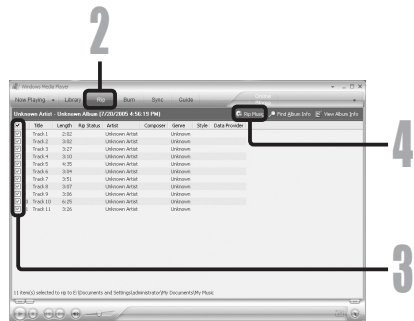 2
Windows Media Player
Now Playing Library Rip Burn Sync Guide
Unknown Artist - Unknown Album (7/20/2005 4:56:19 PM) Rip Music Find Album Info View Album Info
Title Length Rip Status Artist Composer Genre Style Data Provider
Track 1 2:02 Unknown Artist Unknown
Track 2 3:02 Unknown Artist Unknown
Track 3 3:27 Unknown Artist Unknown
Track 4 3:10 Unknown Artist Unknown
Track 5 4:35 Unknown Artist Unknown
Track 6 3:04 Unknown Artist Unknown
Track 7 3:51 Unknown Artist Unknown
Track 8 3:07 Unknown Artist Unknown
Track 9 3:06 Unknown Artist Unknown
Track 10 6:25 Unknown Artist Unknown
Track 11 3:26 Unknown Artist Unknown
4
3
11 item(s) selected to rip to E:\Documents and Settings\administrator\My Documents\My Music